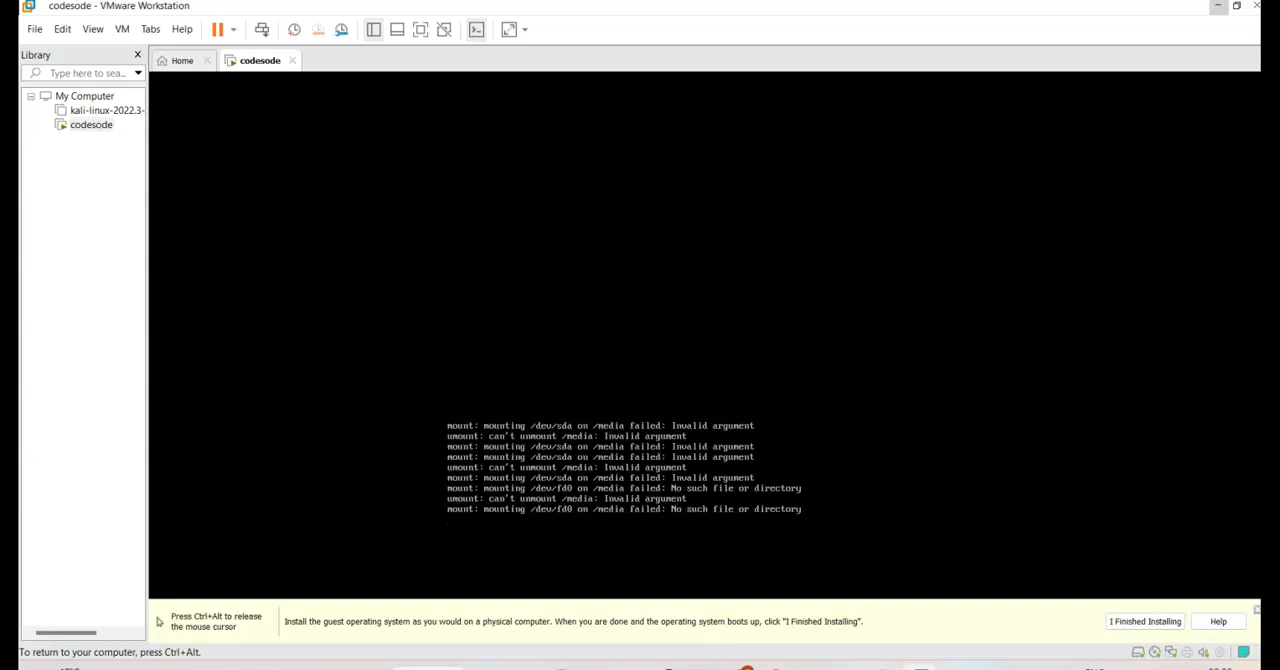 codesode - VMware Workstation
File Edit View VM Tabs Help
Library
Home
codesode
Type here to sea...
My Computer
kali-linux-2022.3-
codesode
mount: mounting /dev/sda on /media failed: Invalid argument
umount: can't unmount /media: Invalid argument
mount: mounting /dev/sda on /media failed: Invalid argument
mount: mounting /dev/sda on /media failed: Invalid argument
umount: can't unmount /media: Invalid argument
mount: mounting /dev/sda on /media failed: Invalid argument
mount: mounting /dev/fd0 on /media failed: No such file or directory
umount: can't unmount /media: Invalid argument
mount: mounting /dev/fd0 on /media failed: No such file or directory
Press Ctrl+Alt to release
the mouse cursor
Install the guest operating system as you would on a physical computer. When you are done and the operating system boots up, click "I Finished Installing".
I Finished Installing
Help
To return to your computer, press Ctrl+Alt.